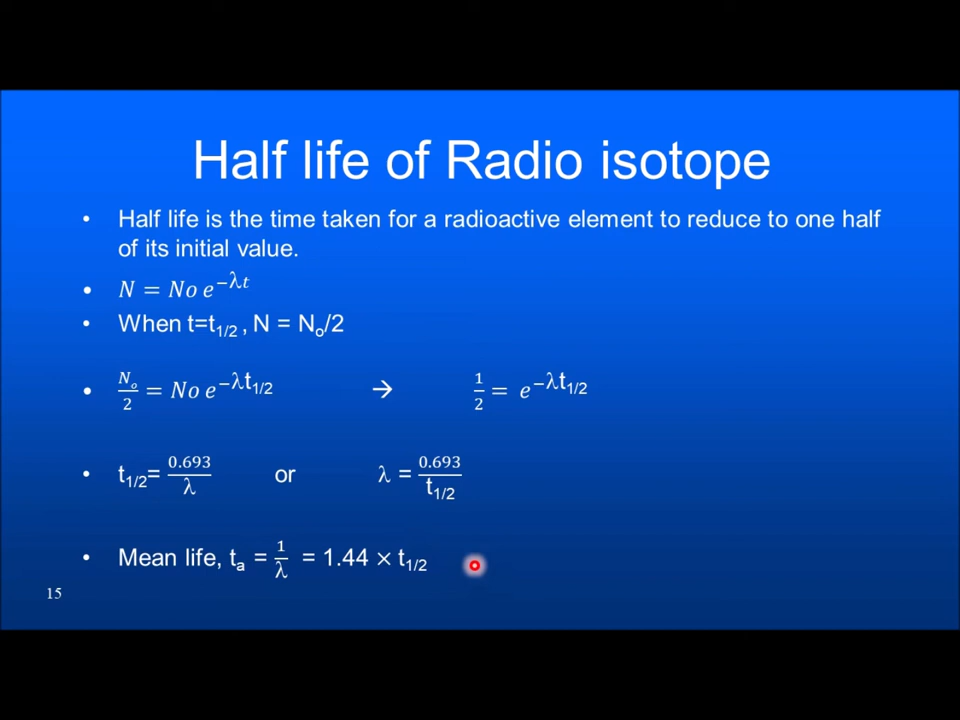 Half life of Radio isotope
• Half life is the time taken for a radioactive element to reduce to one half
of its initial value.
• N = No e^−λt
• When t=t1/2 , N = No/2
• No/2 = No e^−λt1/2 → 1/2 = e^−λt1/2
• t1/2= 0.693/λ or λ = 0.693/t1/2
• Mean life, ta = 1/λ = 1.44 × t1/2
15